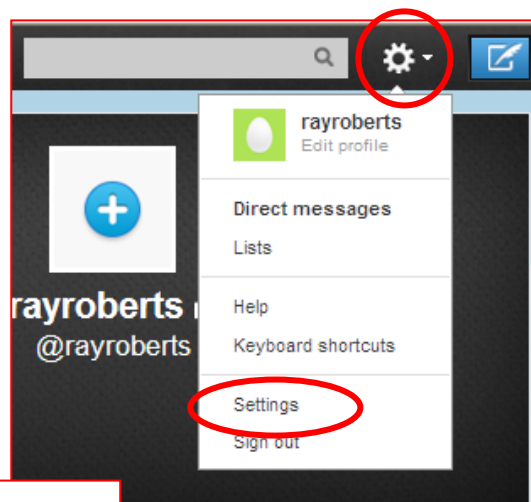 rayroberts
Edit profile
Direct messages
Lists
rayroberts
@rayroberts
Help
Keyboard shortcuts
Settings
Sign out